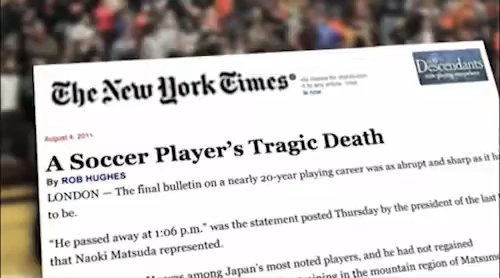 The New York Times
The Descendants
August 4, 2011
A Soccer Player's Tragic Death
By ROB HUGHES
LONDON — The final bulletin on a nearly 20-year playing career was as abrupt and sharp as it h
to be.
"He passed away at 1:06 p.m." was the statement posted Thursday by the president of the last
that Naoki Matsuda represented.
among Japan's most noted players, and he had not regained
in the mountain region of Matsum